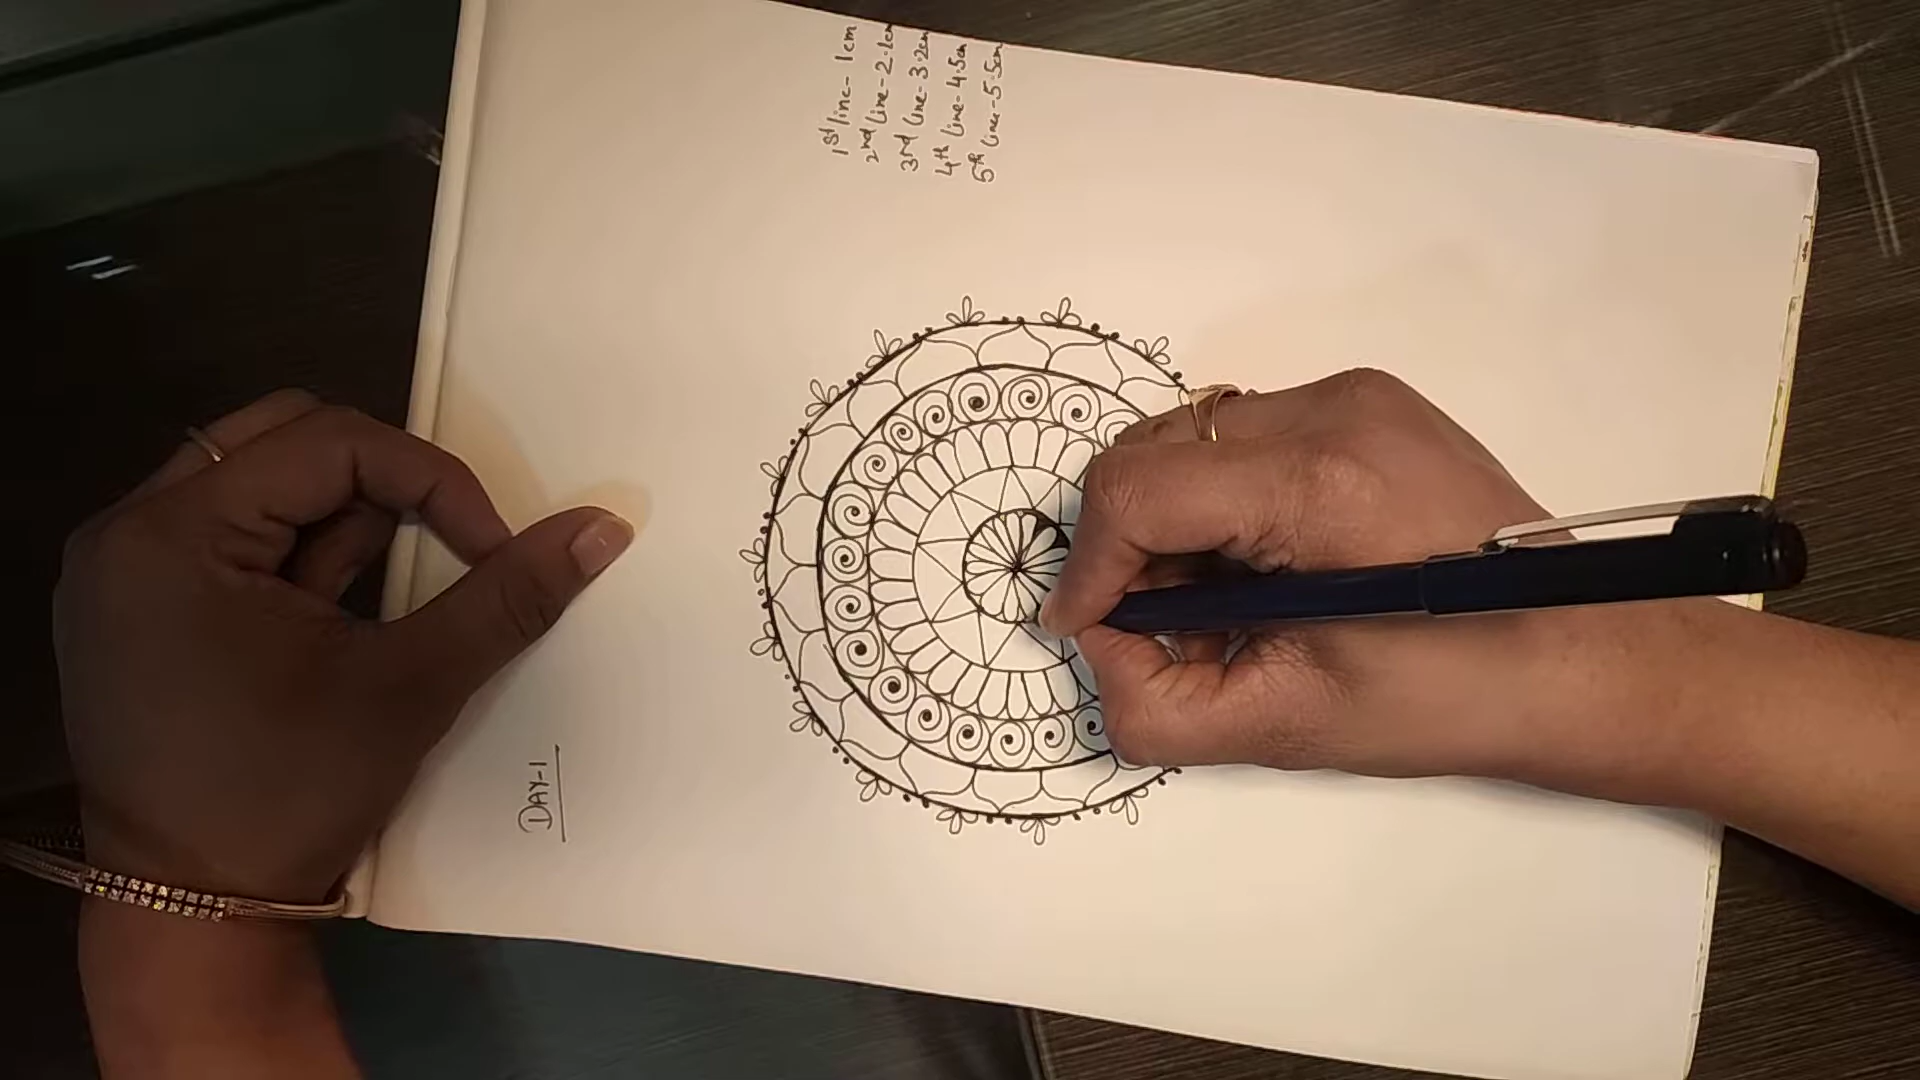 DAY-1
1st line - 1cm
2nd line - 2.1cm
3rd line - 3.2cm
4th line - 4.5cm
5th line - 5.5cm